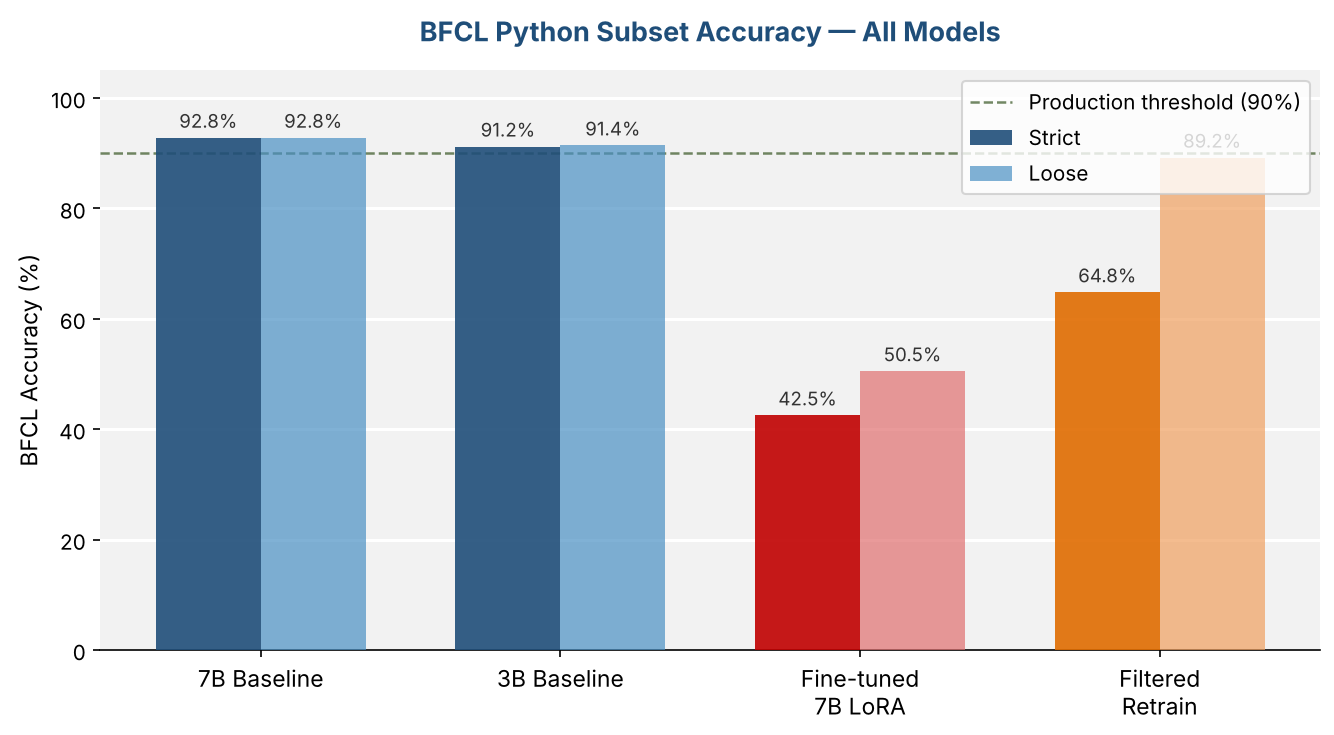 BFCL Python Subset Accuracy — All Models
Production threshold (90%)
Strict
Loose
92.8%
92.8%
91.2%
91.4%
42.5%
50.5%
64.8%
89.2%
BFCL Accuracy (%)
100
80
60
40
20
0
7B Baseline
3B Baseline
Fine-tuned
7B LoRA
Filtered
Retrain